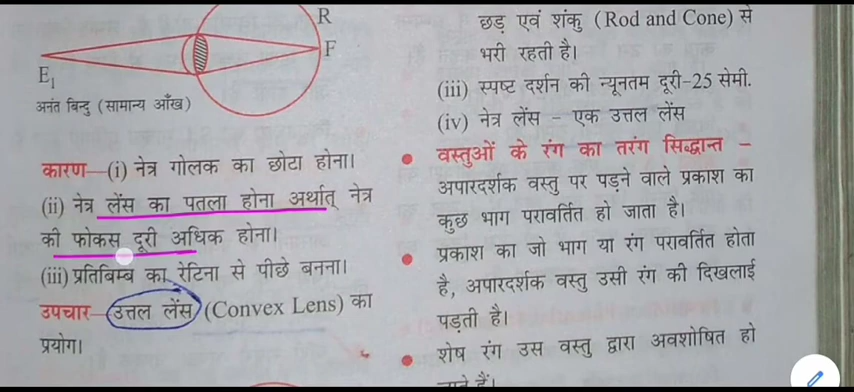 R
F
E₁
अनंत बिन्दु (सामान्य आँख)
कारण—(i) नेत्र गोलक का छोटा होना।
(ii) नेत्र लेंस का पतला होना अर्थात् नेत्र
की फोकस दूरी अधिक होना।
(iii) प्रतिबिम्ब का रेटिना से पीछे बनना।
उपचार—उत्तल लेंस (Convex Lens) का
प्रयोग।
छड़ एवं शंकु (Rod and Cone) से
भरी रहती है।
(iii) स्पष्ट दर्शन की न्यूनतम दूरी-25 सेमी.
(iv) नेत्र लेंस – एक उत्तल लेंस
● वस्तुओं के रंग का तरंग सिद्धान्त –
अपारदर्शक वस्तु पर पड़ने वाले प्रकाश का
कुछ भाग परावर्तित हो जाता है।
● प्रकाश का जो भाग या रंग परावर्तित होता
है, अपारदर्शक वस्तु उसी रंग की दिखलाई
पड़ती है।
● शेष रंग उस वस्तु द्वारा अवशोषित हो
जाते हैं।